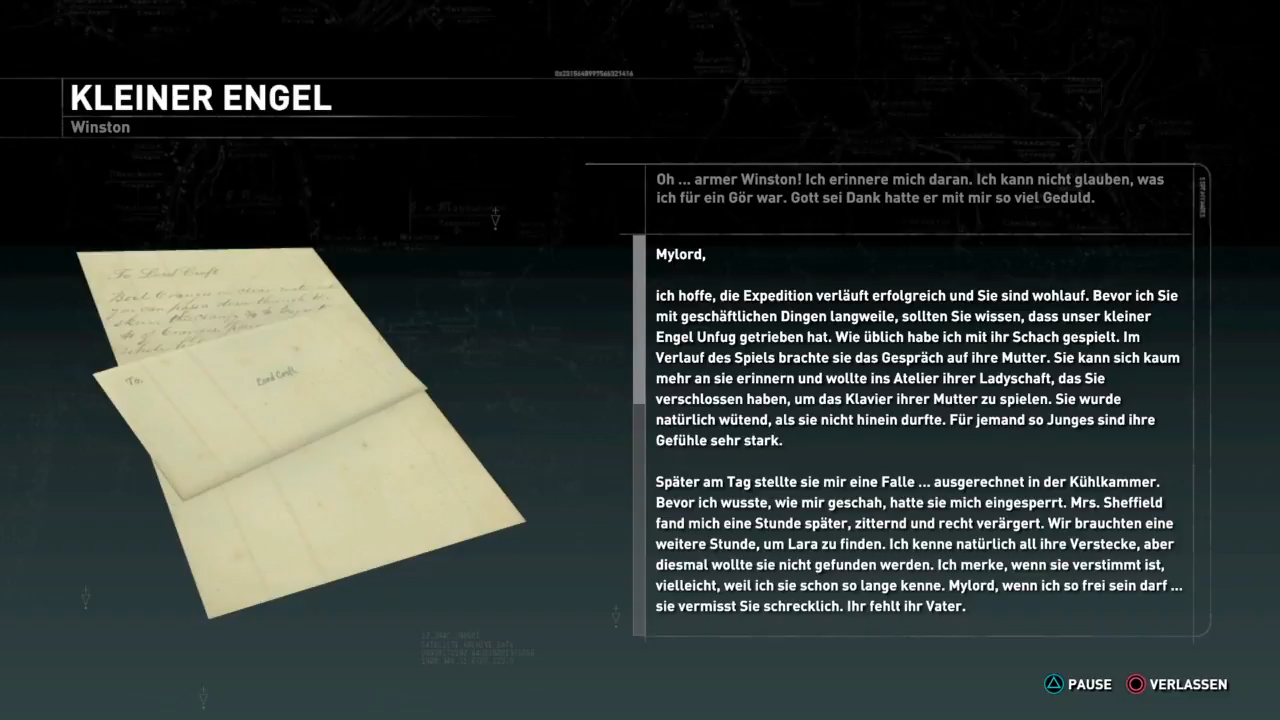 0x2315648997566321416
KLEINER ENGEL
Winston
Oh ... armer Winston! Ich erinnere mich daran. Ich kann nicht glauben, was
ich für ein Gör war. Gott sei Dank hatte er mit mir so viel Geduld.
Mylord,
ich hoffe, die Expedition verläuft erfolgreich und Sie sind wohlauf. Bevor ich Sie
mit geschäftlichen Dingen langweile, sollten Sie wissen, dass unser kleiner
Engel Unfug getrieben hat. Wie üblich habe ich mit ihr Schach gespielt. Im
Verlauf des Spiels brachte sie das Gespräch auf ihre Mutter. Sie kann sich kaum
mehr an sie erinnern und wollte ins Atelier ihrer Ladyschaft, das Sie
verschlossen haben, um das Klavier ihrer Mutter zu spielen. Sie wurde
natürlich wütend, als sie nicht hinein durfte. Für jemand so Junges sind ihre
Gefühle sehr stark.
Später am Tag stellte sie mir eine Falle ... ausgerechnet in der Kühlkammer.
Bevor ich wusste, wie mir geschah, hatte sie mich eingesperrt. Mrs. Sheffield
fand mich eine Stunde später, zitternd und recht verärgert. Wir brauchten eine
weitere Stunde, um Lara zu finden. Ich kenne natürlich all ihre Verstecke, aber
diesmal wollte sie nicht gefunden werden. Ich merke, wenn sie verstimmt ist,
vielleicht, weil ich sie schon so lange kenne. Mylord, wenn ich so frei sein darf ...
sie vermisst Sie schrecklich. Ihr fehlt ihr Vater.
To Lord Croft
To.
Lord Croft
PAUSE
VERLASSEN